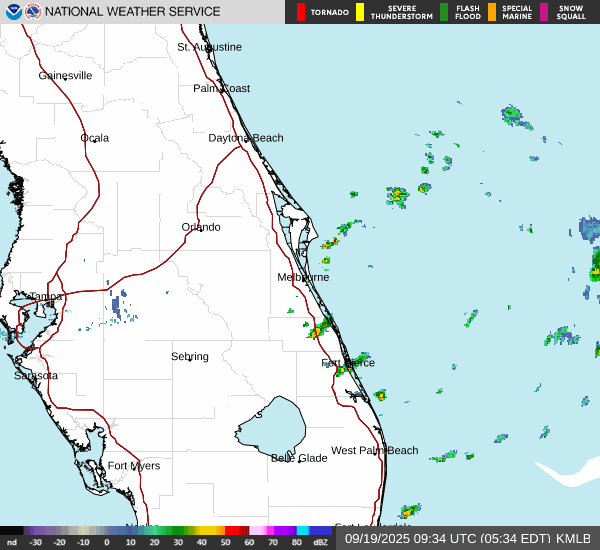 NATIONAL WEATHER SERVICE
TORNADO
SEVERE
THUNDERSTORM
FLASH
FLOOD
SPECIAL
MARINE
SNOW
SQUALL
St. Augustine
Gainesville
Palm Coast
Ocala
Daytona Beach
Orlando
Melbourne
Tampa
Sebring
Fort Pierce
Sarasota
West Palm Beach
Belle Glade
Fort Myers
nd -30 -20 -10 0 10 20 30 40 50 60 70 80 dBZ
09/19/2025 09:34 UTC (05:34 EDT) KMLB